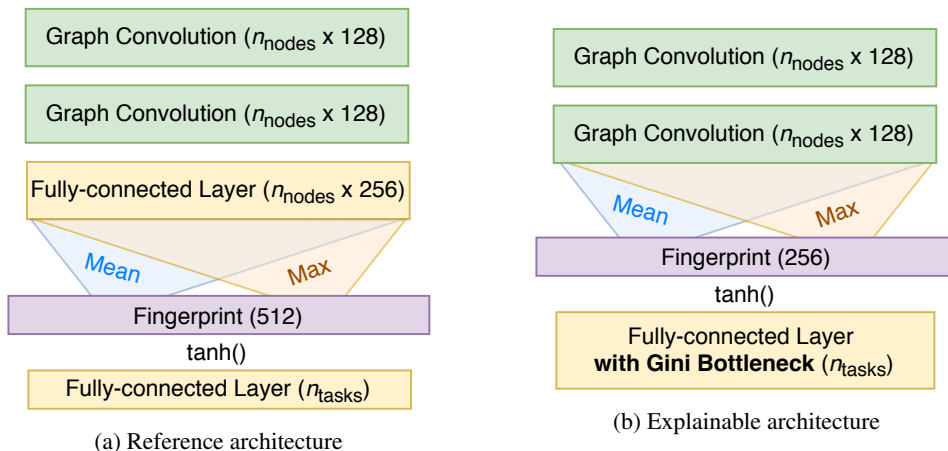 Graph Convolution (nnodes x 128)
Graph Convolution (nnodes x 128)
Fully-connected Layer (nnodes x 256)
Mean
Max
Fingerprint (512)
tanh()
Fully-connected Layer (ntasks)
(a) Reference architecture
Graph Convolution (nnodes x 128)
Graph Convolution (nnodes x 128)
Mean
Max
Fingerprint (256)
tanh()
Fully-connected Layer
with Gini Bottleneck (ntasks)
(b) Explainable architecture